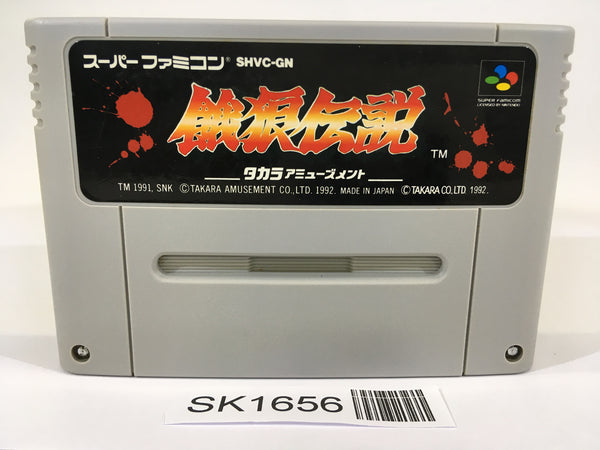 スーパーファミコン® SHVC-GN
SUPER FAMICOM
LICENSED BY NINTENDO
餓狼伝説 TM
タカラアミューズメント
TM 1991, SNK ©TAKARA AMUSEMENT CO., LTD. 1992. MADE IN JAPAN ©TAKARA CO., LTD. 1992.
SK1656